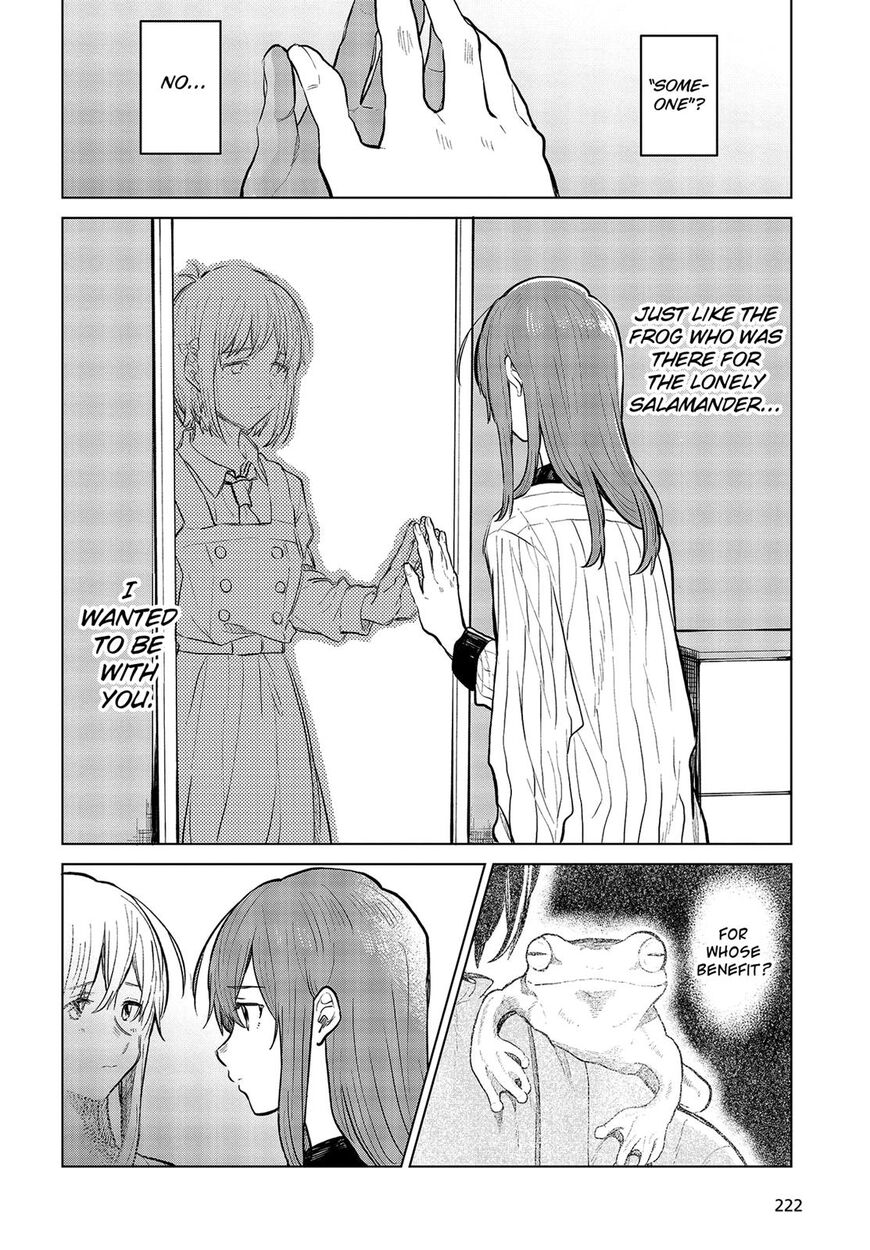 "SOME-
ONE"?
NO...
JUST LIKE THE
FROG WHO WAS
THERE FOR
THE LONELY
SALAMANDER...
I
WANTED
TO BE
WITH
YOU.
FOR
WHOSE
BENEFIT?
222